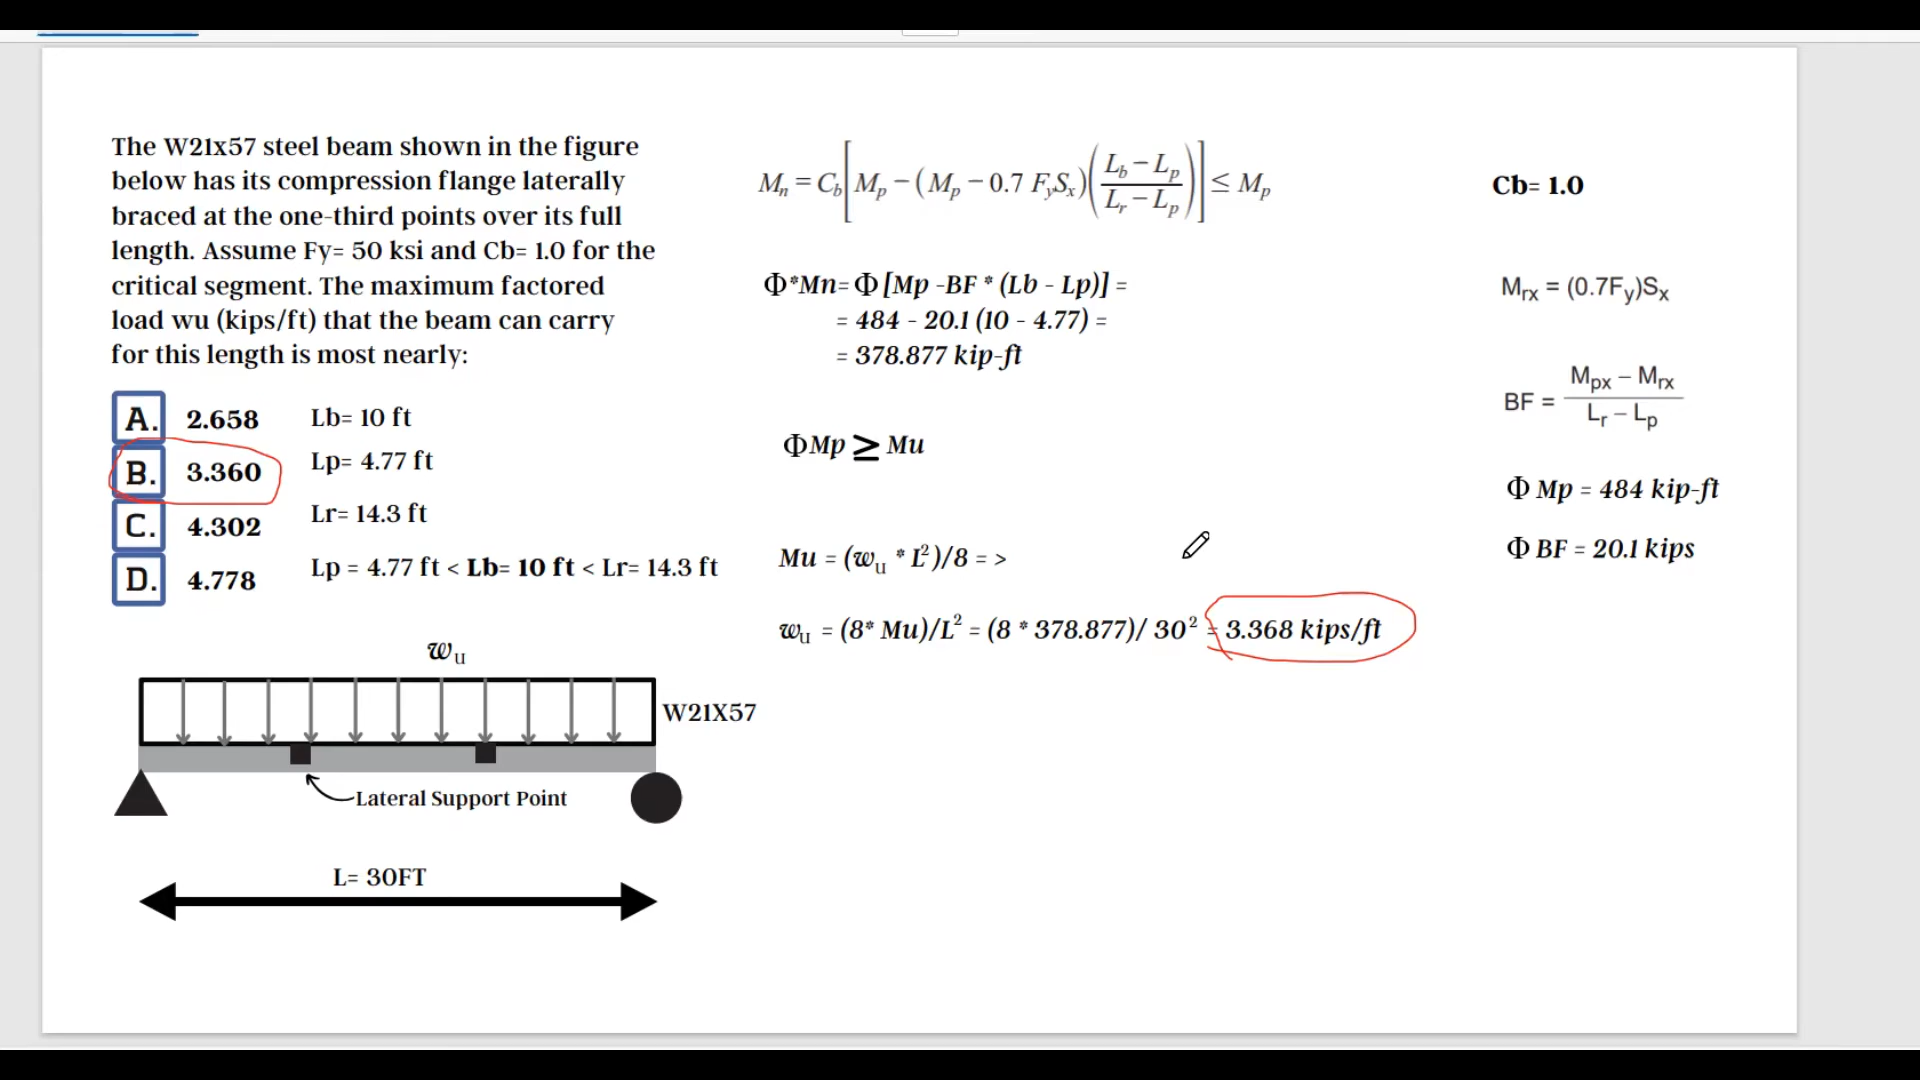 The W21x57 steel beam shown in the figure
below has its compression flange laterally
braced at the one-third points over its full
length. Assume Fy= 50 ksi and Cb= 1.0 for the
critical segment. The maximum factored
load wu (kips/ft) that the beam can carry
for this length is most nearly:
A. 2.658
B. 3.360
C. 4.302
D. 4.778
Lb= 10 ft
Lp= 4.77 ft
Lr= 14.3 ft
Lp = 4.77 ft < Lb= 10 ft < Lr= 14.3 ft
wu
W21X57
Lateral Support Point
L= 30FT
Mn = Cb[Mp − (Mp − 0.7 FySx)((Lb − Lp)/(Lr − Lp))] ≤ Mp
Φ*Mn= Φ [Mp -BF * (Lb - Lp)] =
= 484 - 20.1 (10 - 4.77) =
= 378.877 kip-ft
ΦMp ≥ Mu
Mu = (wu * L²)/8 = >
wu = (8* Mu)/L² = (8 * 378.877)/ 30² = 3.368 kips/ft
Cb= 1.0
Mrx = (0.7Fy)Sx
BF = (Mpx − Mrx)/(Lr − Lp)
Φ Mp = 484 kip-ft
Φ BF = 20.1 kips